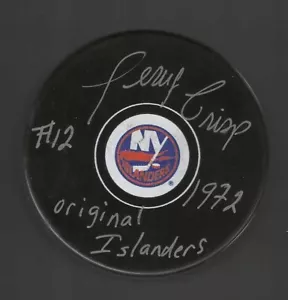 Terry Crisp
#12
NY
ISLANDERS
1972
original
Islanders